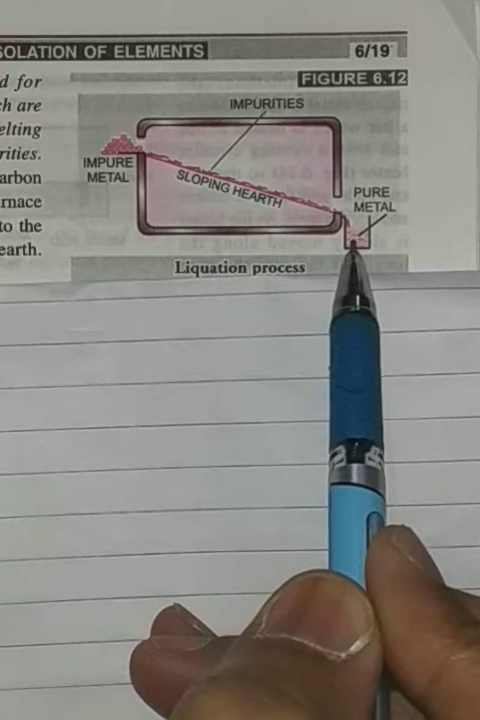 SOLATION OF ELEMENTS 6/19
d for
ch are
elting
rities.
arbon
rnace
to the
earth.
FIGURE 6.12
IMPURITIES
IMPURE
METAL
SLOPING HEARTH
PURE
METAL
Liquation process